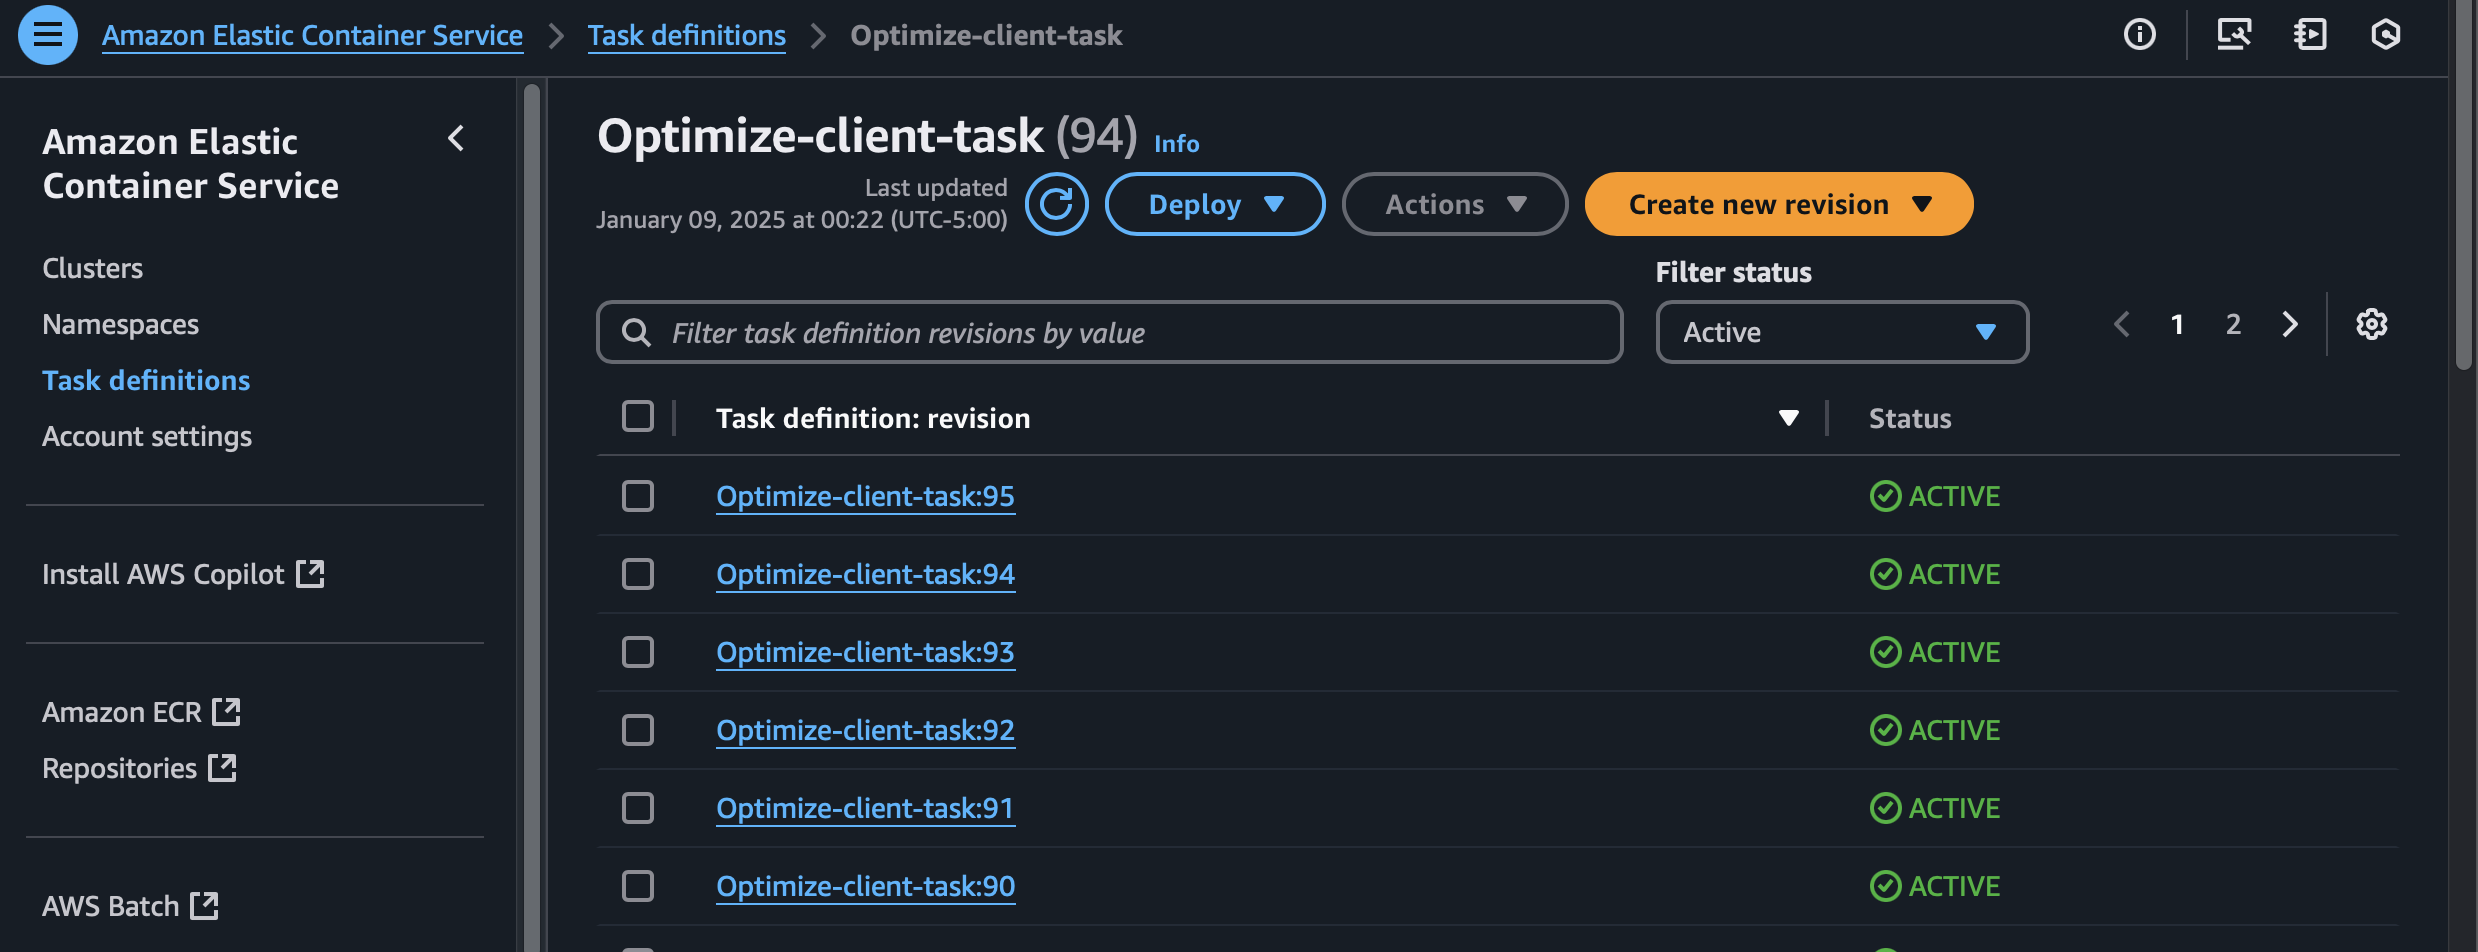 Amazon Elastic Container Service > Task definitions > Optimize-client-task
Amazon Elastic
Container Service
Clusters
Namespaces
Task definitions
Account settings
Install AWS Copilot
Amazon ECR
Repositories
AWS Batch
Optimize-client-task (94) Info
Last updated
January 09, 2025 at 00:22 (UTC-5:00)
Deploy
Actions
Create new revision
Filter task definition revisions by value
Filter status
Active
1 2
Task definition: revision Status
Optimize-client-task:95 ACTIVE
Optimize-client-task:94 ACTIVE
Optimize-client-task:93 ACTIVE
Optimize-client-task:92 ACTIVE
Optimize-client-task:91 ACTIVE
Optimize-client-task:90 ACTIVE